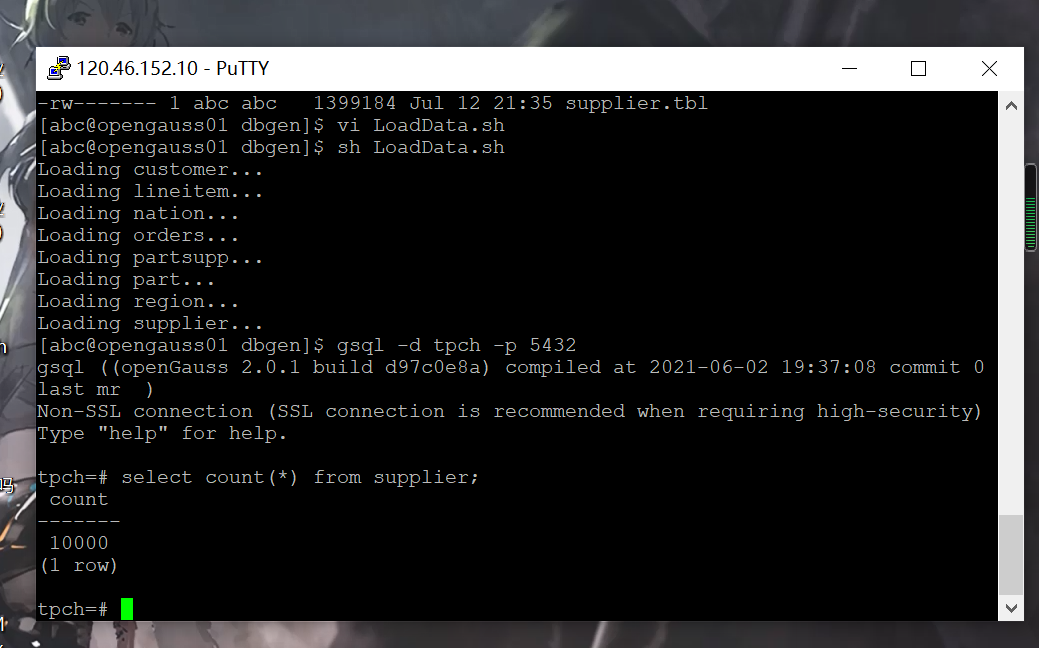 120.46.152.10 - PuTTY
-rw------- 1 abc abc   1399184 Jul 12 21:35 supplier.tbl
[abc@opengauss01 dbgen]$ vi LoadData.sh
[abc@opengauss01 dbgen]$ sh LoadData.sh
Loading customer...
Loading lineitem...
Loading nation...
Loading orders...
Loading partsupp...
Loading part...
Loading region...
Loading supplier...
[abc@opengauss01 dbgen]$ gsql -d tpch -p 5432
gsql ((openGauss 2.0.1 build d97c0e8a) compiled at 2021-06-02 19:37:08 commit 0
last mr  )
Non-SSL connection (SSL connection is recommended when requiring high-security)
Type "help" for help.
tpch=# select count(*) from supplier;
 count
-------
 10000
(1 row)
tpch=#